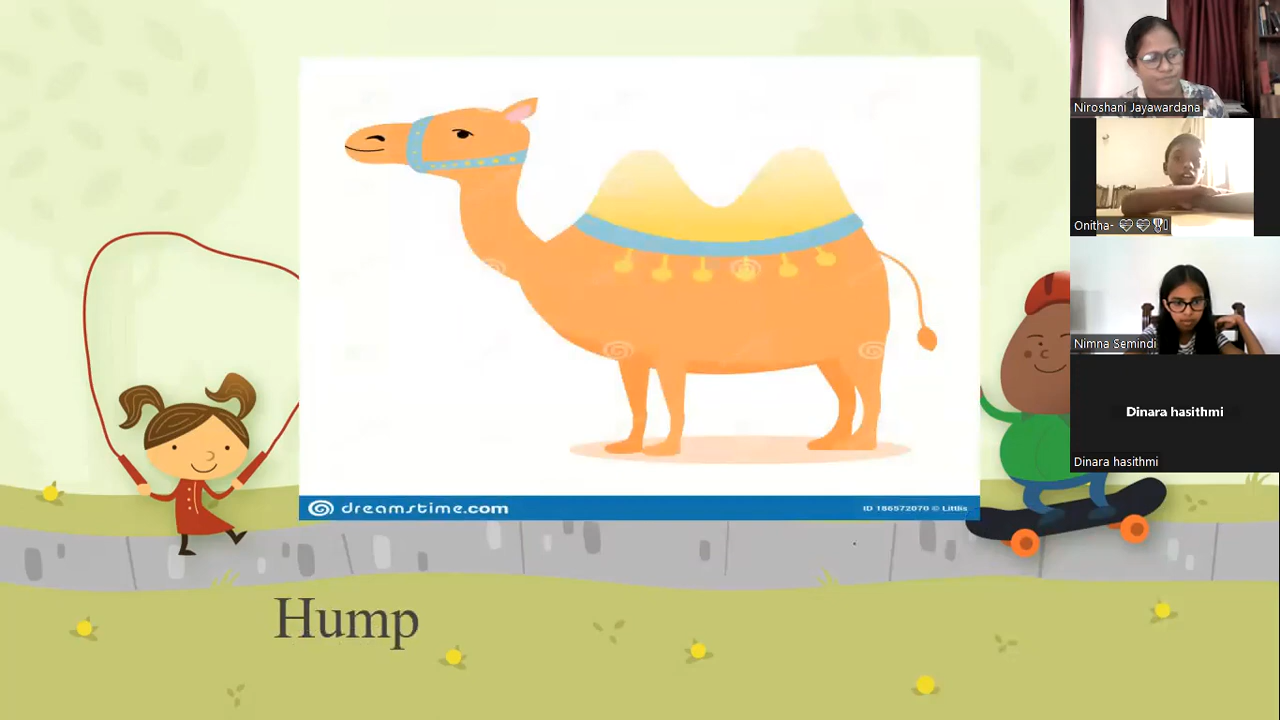 Niroshani Jayawardana
Onitha-
Nimna Semindi
Dinara hasithmi
Dinara hasithmi
dreamstime.com
ID 186572070 © Littlis
Hump